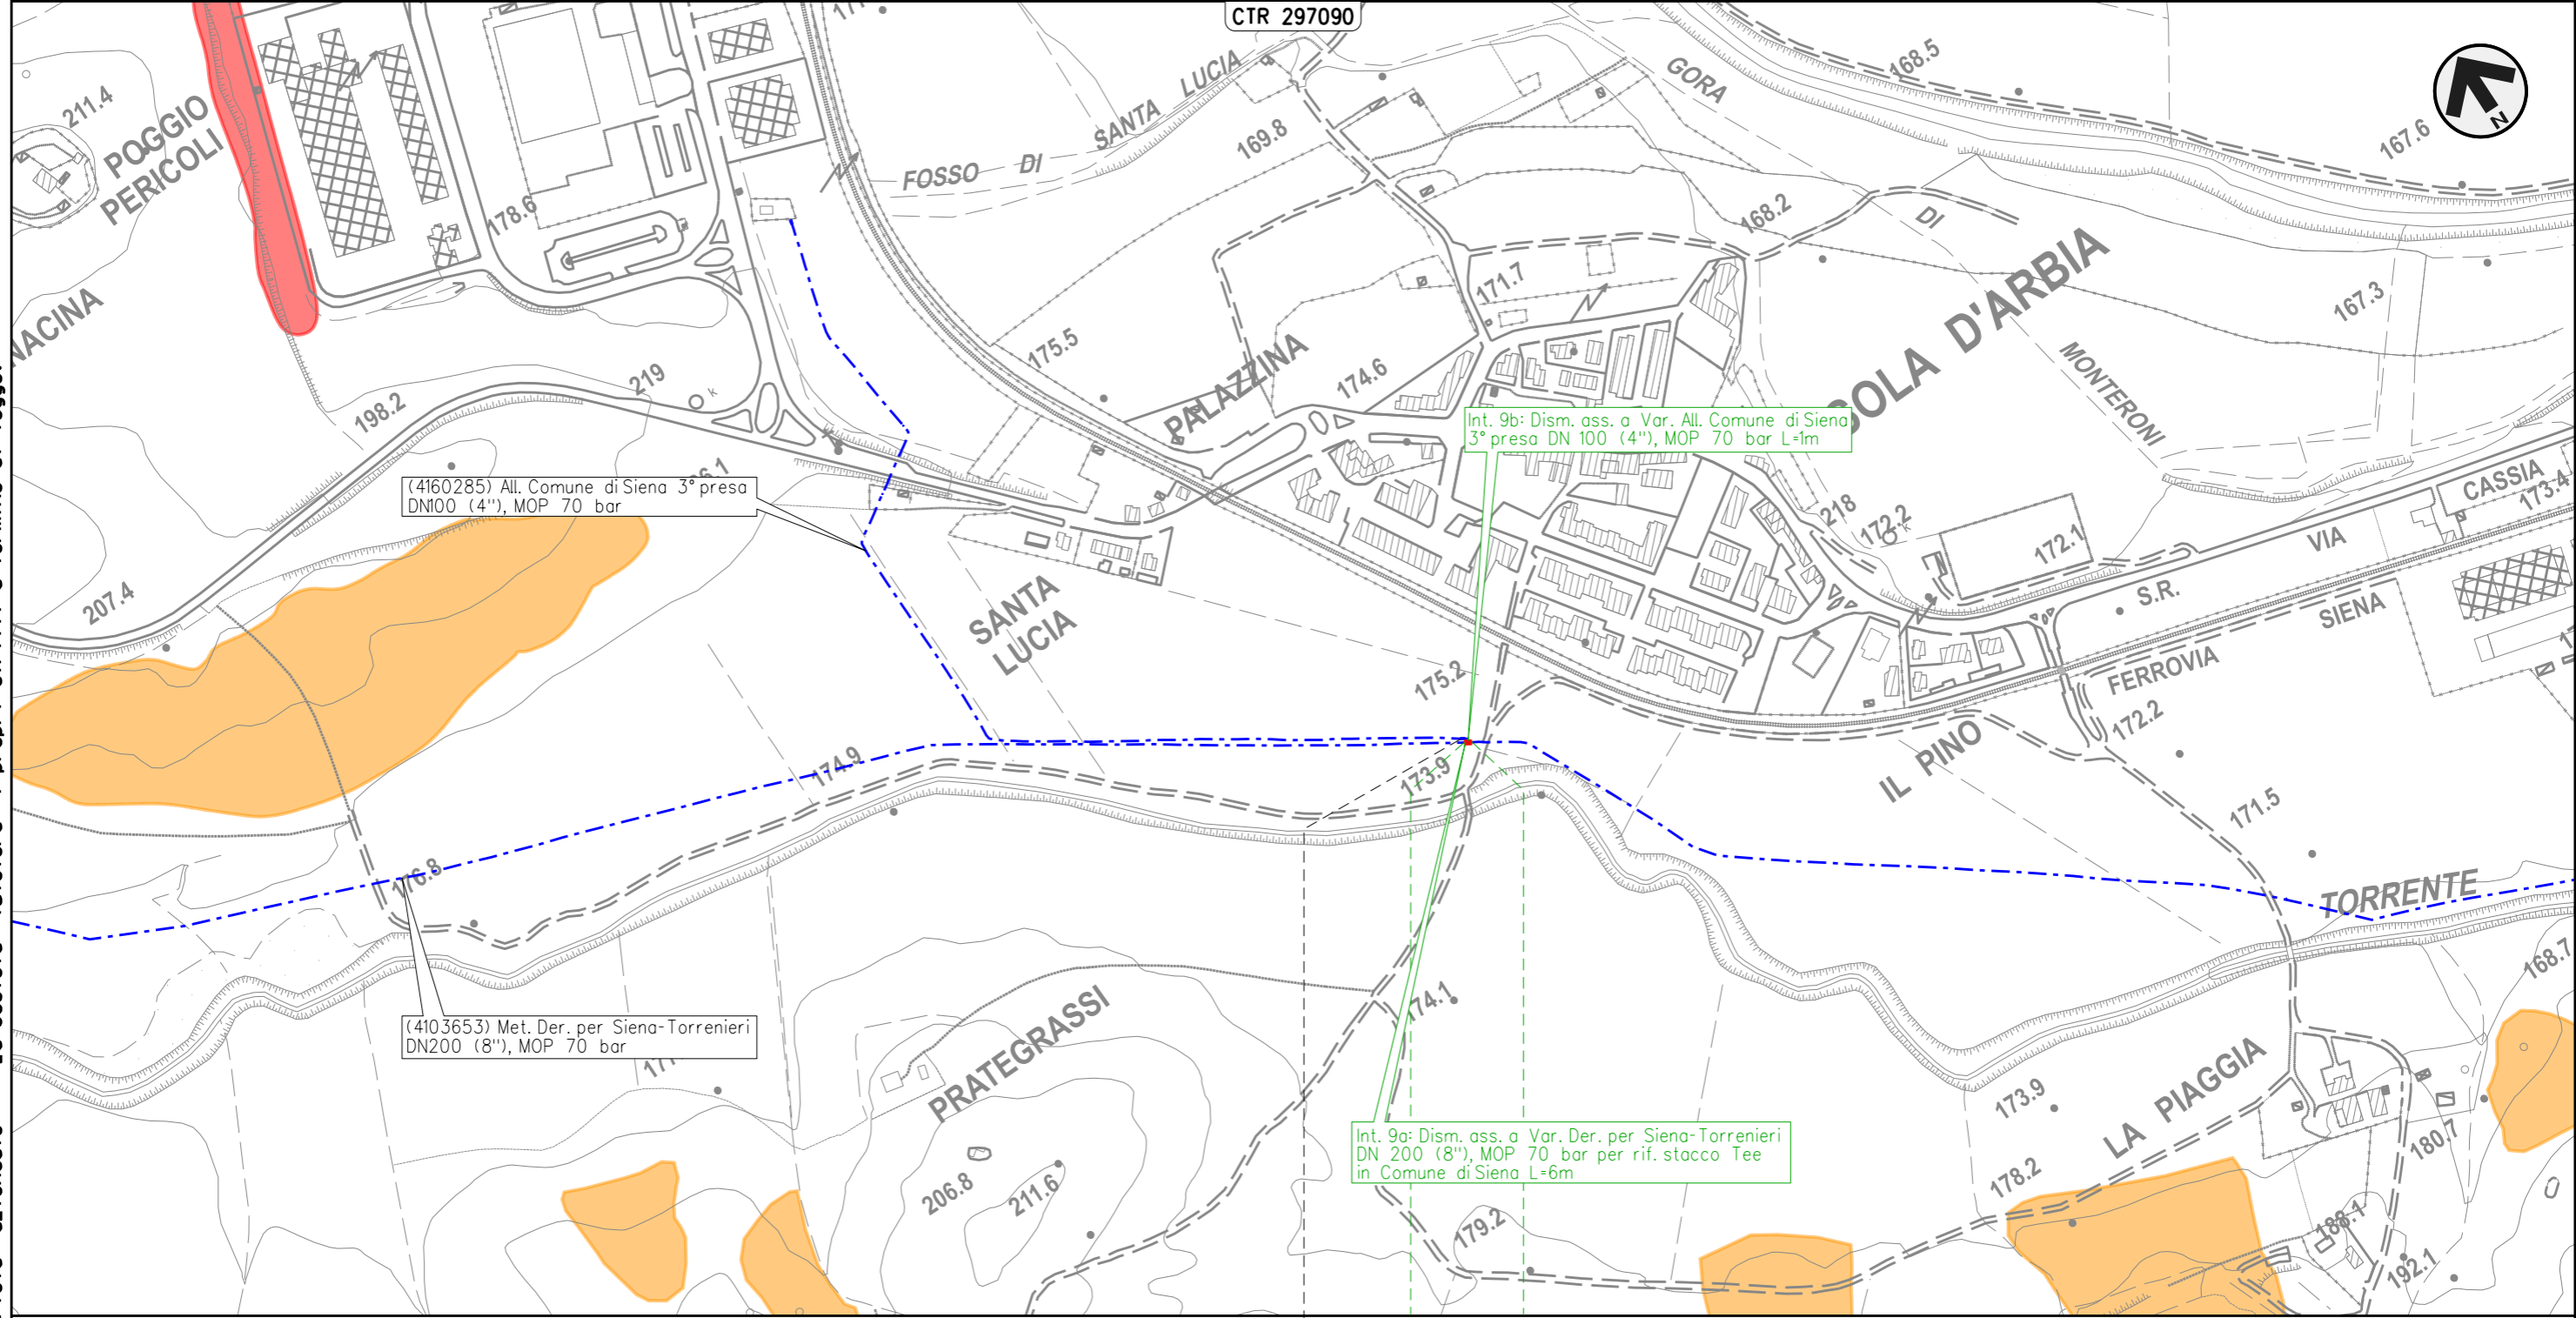 CTR 297090
N
211.4
POGGIO
PERICOLI
178.6
FOSSO DI SANTA LUCIA
169.8
GORA
168.5
167.6
168.2
DI
171.7
167.3
MONTERONI
175.5
PALAZZINA
174.6
219
k
198.2
Int. 9b: Dism. ass. a Var. All. Comune di Siena
3° presa DN 100 (4"), MOP 70 bar L=1m
(4160285) All. Comune di Siena 3° presa
DN100 (4"), MOP 70 bar
CASSIA
173.4
218
172.2
k
172.1
VIA
S.R.
SIENA
FERROVIA
207.4
SANTA
LUCIA
175.2
172.2
IL PINO
174.9
173.9
171.5
176.8
TORRENTE
168.7
174.1
(4103653) Met. Der. per Siena-Torrenieri
DN200 (8"), MOP 70 bar
PRATEGRASSI
173.9
LA PIAGGIA
180.7
Int. 9a: Dism. ass. a Var. Der. per Siena-Torrenieri
DN 200 (8"), MOP 70 bar per rif. stacco Tee
in Comune di Siena L=6m
206.8
211.6
178.2
179.2
188.1
192.1
D'ARBIA